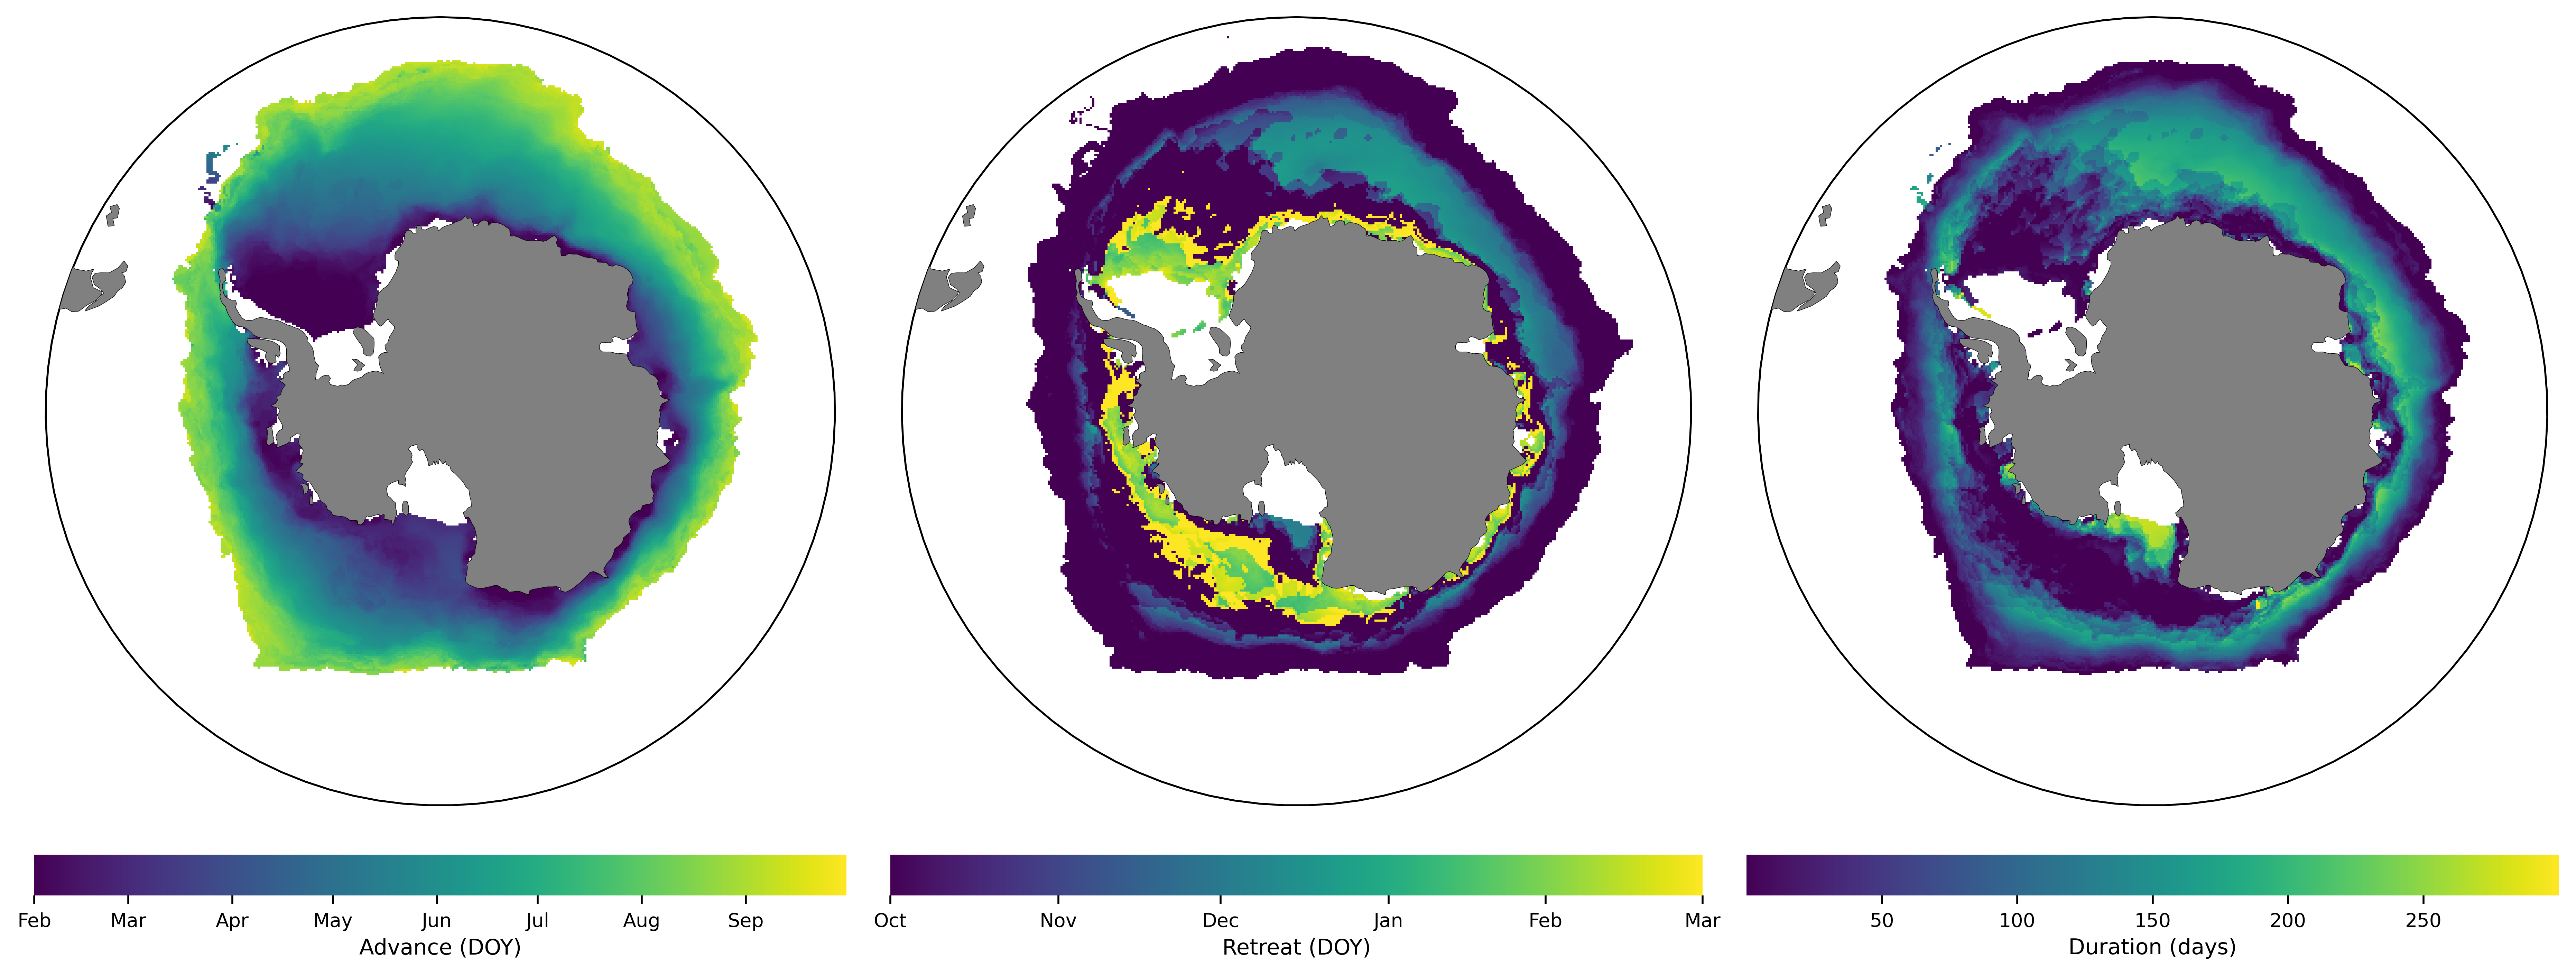 Feb Mar Apr May Jun Jul Aug Sep
Advance (DOY)
Oct Nov Dec Jan Feb Mar
Retreat (DOY)
50 100 150 200 250
Duration (days)